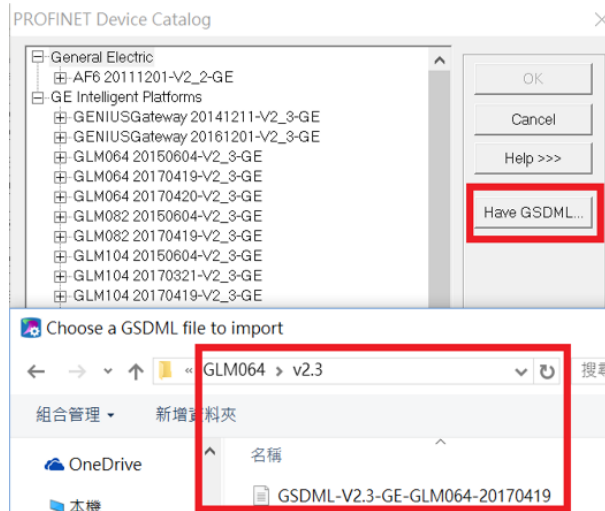 PROFINET Device Catalog
General Electric
AF6 20111201-V2_2-GE
GE Intelligent Platforms
GENIUSGateway 20141211-V2_3-GE
GENIUSGateway 20161201-V2_3-GE
GLM064 20150604-V2_3-GE
GLM064 20170419-V2_3-GE
GLM064 20170420-V2_3-GE
GLM082 20150604-V2_3-GE
GLM082 20170419-V2_3-GE
GLM104 20150604-V2_3-GE
GLM104 20170321-V2_3-GE
GLM104 20170419-V2_3-GE
OK
Cancel
Help >>>
Have GSDML...
Choose a GSDML file to import
« GLM064 › v2.3
搜尋
組合管理 新增資料夾
OneDrive
本機
名稱
GSDML-V2.3-GE-GLM064-20170419